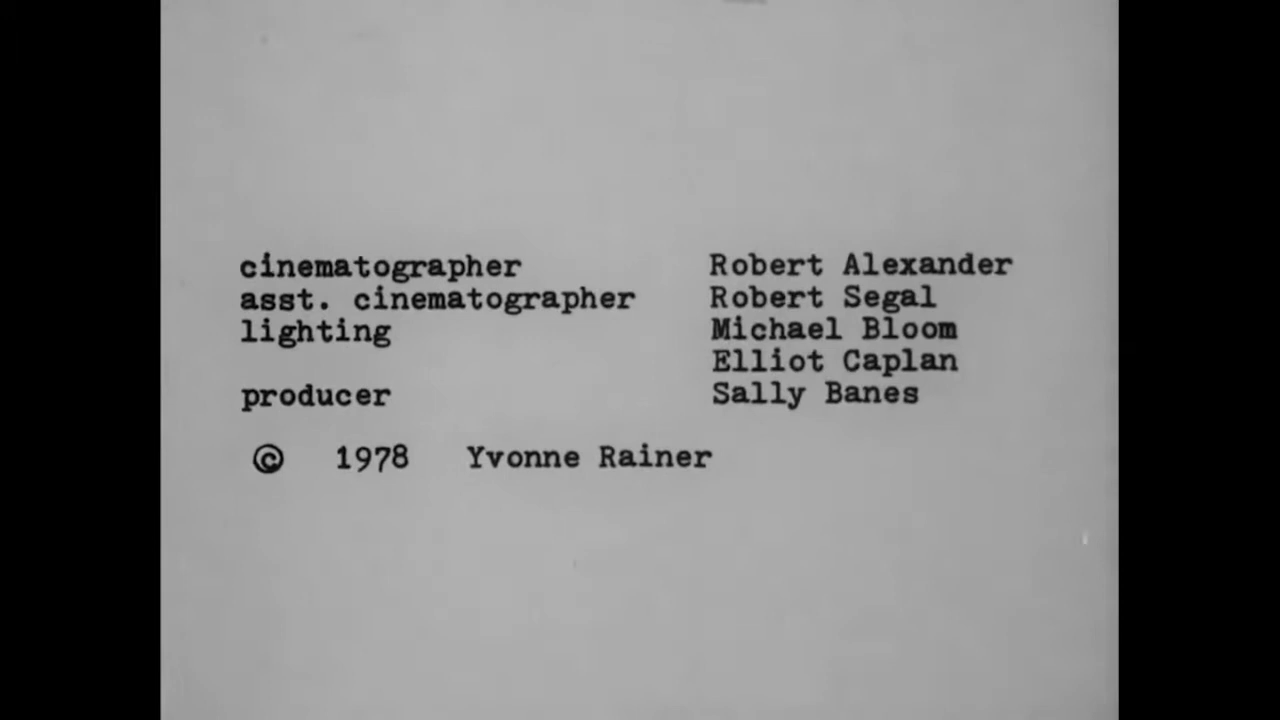 cinematographer Robert Alexander
asst. cinematographer Robert Segal
lighting Michael Bloom
Elliot Caplan
producer Sally Banes
© 1978 Yvonne Rainer